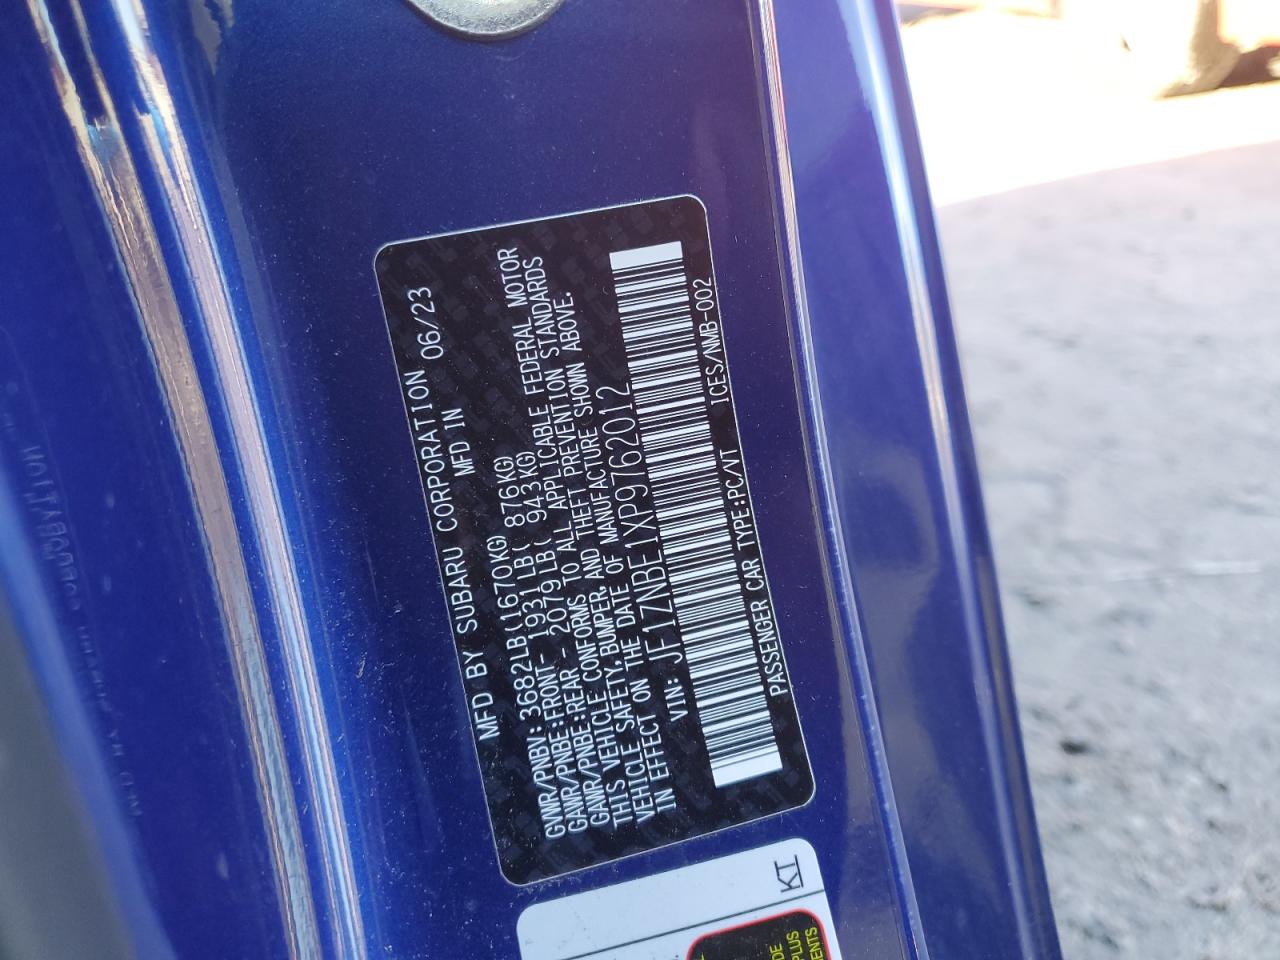 MFD BY SUBARU CORPORATION 06/23
MFD IN
GVWR/PNBV: 3682LB(1670KG)
GAWR/PNBE:FRONT- 1931LB( 876KG)
GAWR/PNBE:REAR - 2079LB( 943KG)
THIS VEHICLE CONFORMS TO ALL APPLICABLE FEDERAL MOTOR
VEHICLE SAFETY, BUMPER, AND THEFT PREVENTION STANDARDS
IN EFFECT ON THE DATE OF MANUFACTURE SHOWN ABOVE.
VIN: JF1ZNBE1XP9762012
PASSENGER CAR TYPE:PC/VT ICES/NMB-002
KT
PLUS